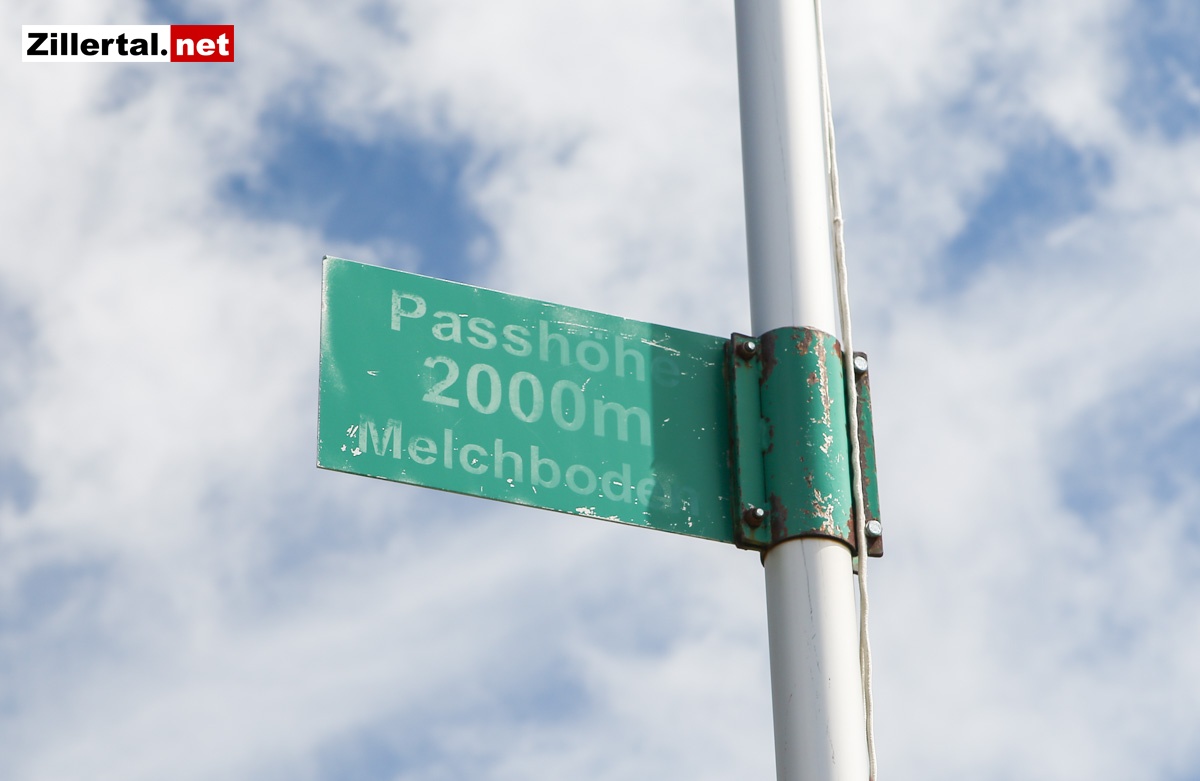 Zillertal.net
Passhöhe
2000m
Melchboden